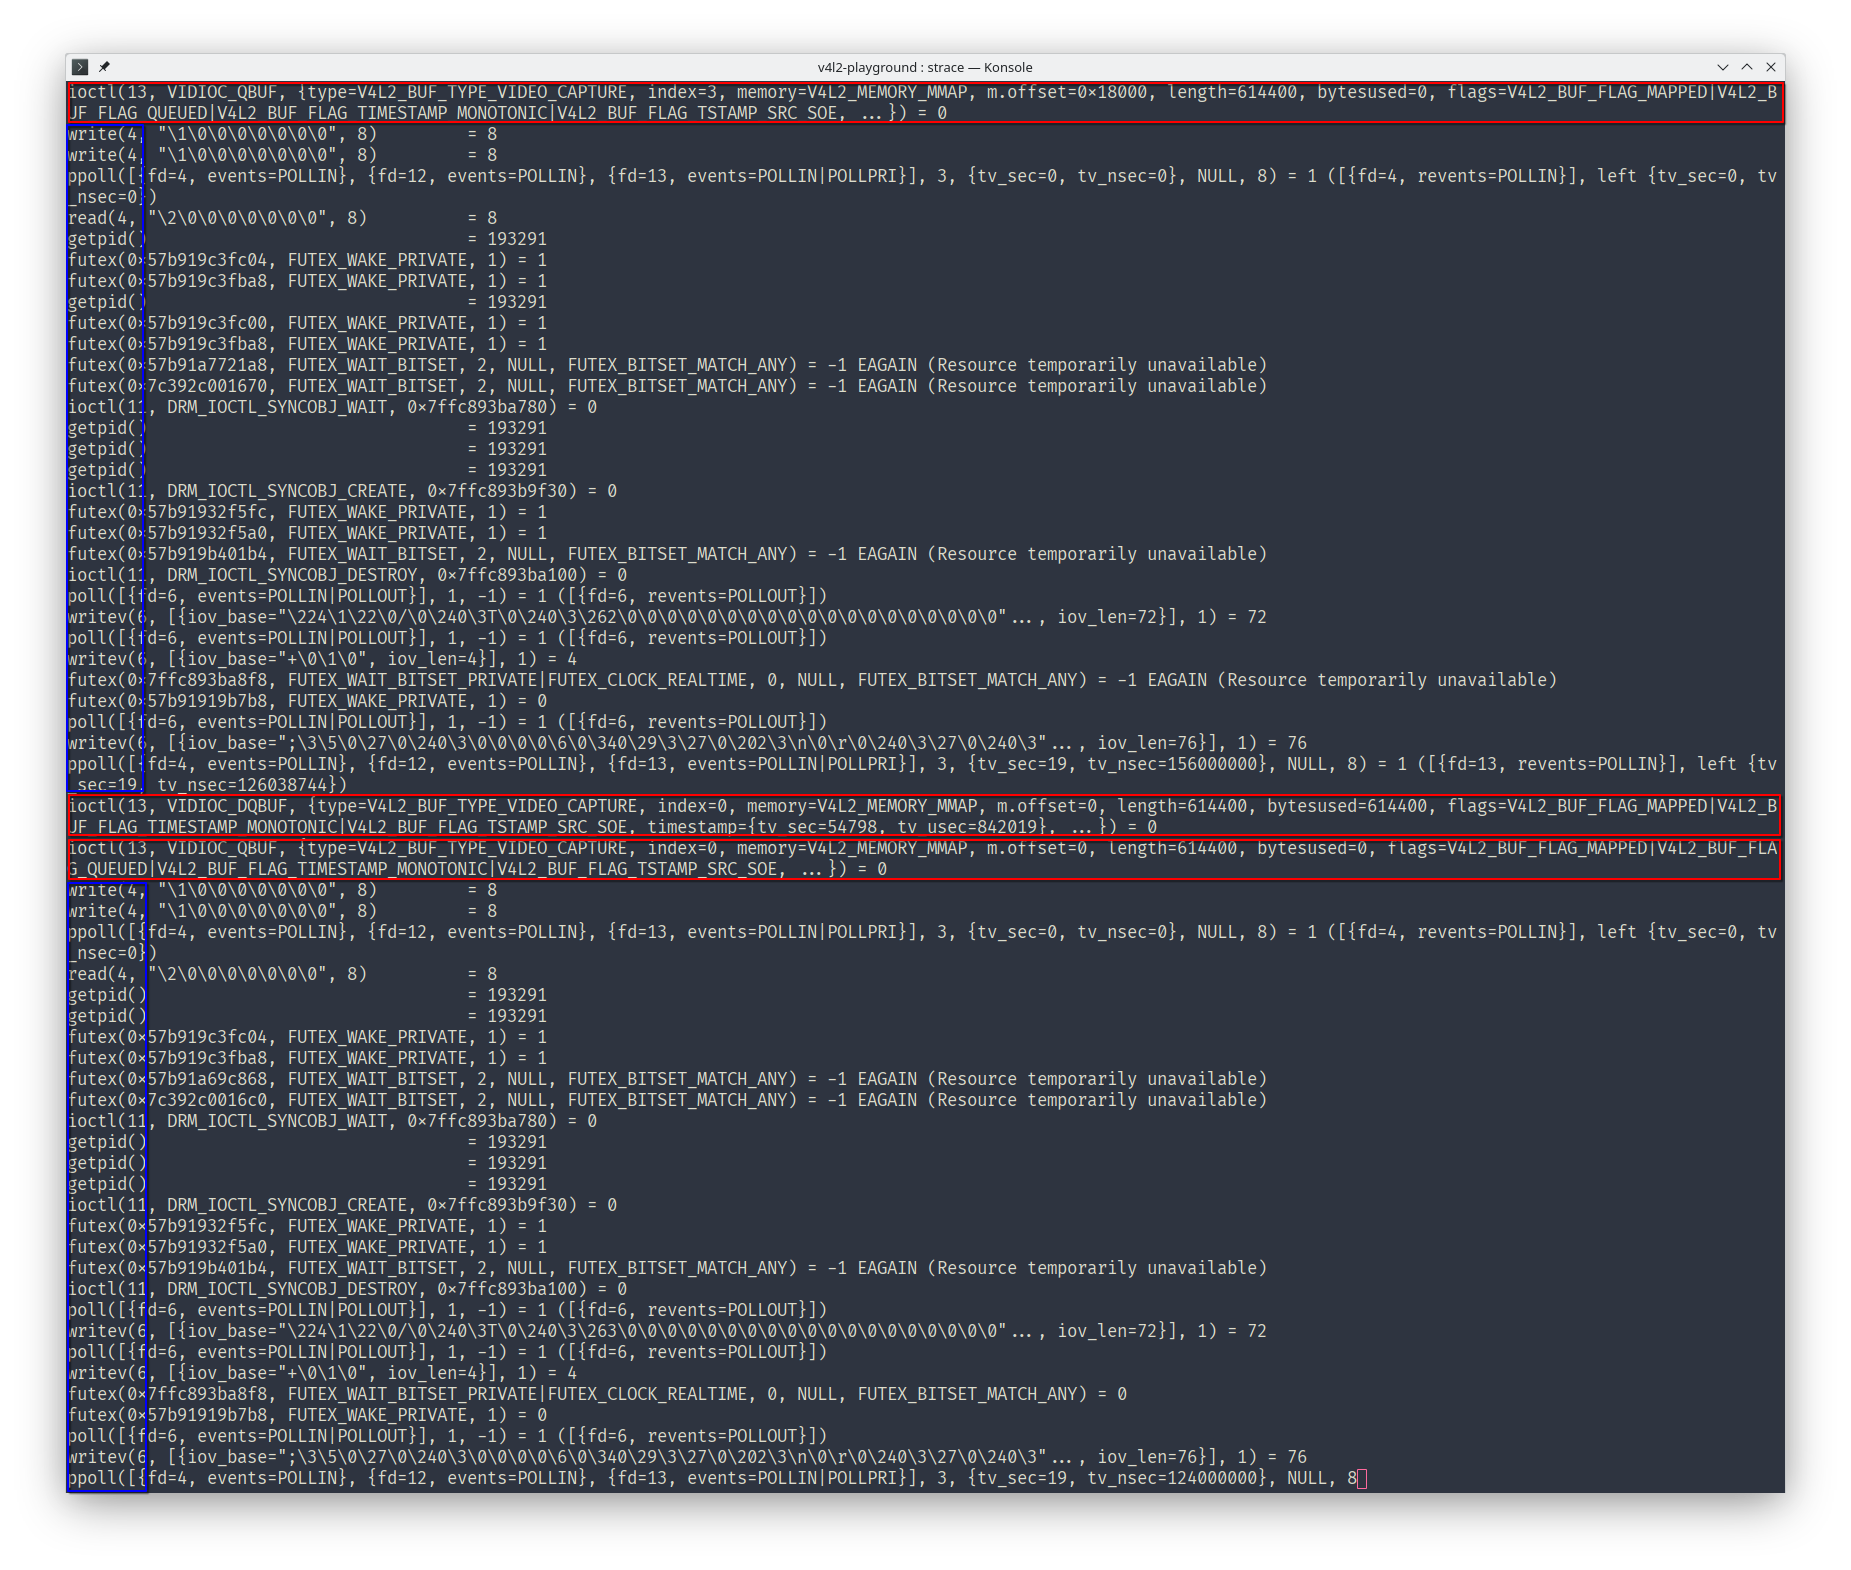 v4l2-playground : strace — Konsole
ioctl(13, VIDIOC_QBUF, {type=V4L2_BUF_TYPE_VIDEO_CAPTURE, index=3, memory=V4L2_MEMORY_MMAP, m.offset=0×18000, length=614400, bytesused=0, flags=V4L2_BUF_FLAG_MAPPED|V4L2_B
UF_FLAG_QUEUED|V4L2_BUF_FLAG_TIMESTAMP_MONOTONIC|V4L2_BUF_FLAG_TSTAMP_SRC_SOE, ...}) = 0
write(4, "\1\0\0\0\0\0\0\0", 8)         = 8
write(4, "\1\0\0\0\0\0\0\0", 8)         = 8
ppoll([{fd=4, events=POLLIN}, {fd=12, events=POLLIN}, {fd=13, events=POLLIN|POLLPRI}], 3, {tv_sec=0, tv_nsec=0}, NULL, 8) = 1 ([{fd=4, revents=POLLIN}], left {tv_sec=0, tv
_nsec=0})
read(4, "\2\0\0\0\0\0\0\0", 8)          = 8
getpid()                                = 193291
futex(0×57b919c3fc04, FUTEX_WAKE_PRIVATE, 1) = 1
futex(0×57b919c3fba8, FUTEX_WAKE_PRIVATE, 1) = 1
getpid()                                = 193291
futex(0×57b919c3fc00, FUTEX_WAKE_PRIVATE, 1) = 1
futex(0×57b919c3fba8, FUTEX_WAKE_PRIVATE, 1) = 1
futex(0×57b91a7721a8, FUTEX_WAIT_BITSET, 2, NULL, FUTEX_BITSET_MATCH_ANY) = -1 EAGAIN (Resource temporarily unavailable)
futex(0×7c392c001670, FUTEX_WAIT_BITSET, 2, NULL, FUTEX_BITSET_MATCH_ANY) = -1 EAGAIN (Resource temporarily unavailable)
ioctl(11, DRM_IOCTL_SYNCOBJ_WAIT, 0×7ffc893ba780) = 0
getpid()                                = 193291
getpid()                                = 193291
getpid()                                = 193291
ioctl(11, DRM_IOCTL_SYNCOBJ_CREATE, 0×7ffc893b9f30) = 0
futex(0×57b91932f5fc, FUTEX_WAKE_PRIVATE, 1) = 1
futex(0×57b91932f5a0, FUTEX_WAKE_PRIVATE, 1) = 1
futex(0×57b919b401b4, FUTEX_WAIT_BITSET, 2, NULL, FUTEX_BITSET_MATCH_ANY) = -1 EAGAIN (Resource temporarily unavailable)
ioctl(11, DRM_IOCTL_SYNCOBJ_DESTROY, 0×7ffc893ba100) = 0
poll([{fd=6, events=POLLIN|POLLOUT}], 1, -1) = 1 ([{fd=6, revents=POLLOUT}])
writev(6, [{iov_base="\224\1\22\0/\0\240\3T\0\240\3\262\0\0\0\0\0\0\0\0\0\0\0\0\0\0\0\0\0\0\0"..., iov_len=72}], 1) = 72
poll([{fd=6, events=POLLIN|POLLOUT}], 1, -1) = 1 ([{fd=6, revents=POLLOUT}])
writev(6, [{iov_base="+\0\1\0", iov_len=4}], 1) = 4
futex(0×7ffc893ba8f8, FUTEX_WAIT_BITSET_PRIVATE|FUTEX_CLOCK_REALTIME, 0, NULL, FUTEX_BITSET_MATCH_ANY) = -1 EAGAIN (Resource temporarily unavailable)
futex(0×57b91919b7b8, FUTEX_WAKE_PRIVATE, 1) = 0
poll([{fd=6, events=POLLIN|POLLOUT}], 1, -1) = 1 ([{fd=6, revents=POLLOUT}])
writev(6, [{iov_base=";\3\5\0\27\0\240\3\0\0\0\0\6\0\340\29\3\27\0\202\3\n\0\r\0\240\3\27\0\240\3"..., iov_len=76}], 1) = 76
ppoll([{fd=4, events=POLLIN}, {fd=12, events=POLLIN}, {fd=13, events=POLLIN|POLLPRI}], 3, {tv_sec=19, tv_nsec=156000000}, NULL, 8) = 1 ([{fd=13, revents=POLLIN}], left {tv
_sec=19, tv_nsec=126038744})
ioctl(13, VIDIOC_DQBUF, {type=V4L2_BUF_TYPE_VIDEO_CAPTURE, index=0, memory=V4L2_MEMORY_MMAP, m.offset=0, length=614400, bytesused=614400, flags=V4L2_BUF_FLAG_MAPPED|V4L2_B
UF_FLAG_TIMESTAMP_MONOTONIC|V4L2_BUF_FLAG_TSTAMP_SRC_SOE, timestamp={tv_sec=54798, tv_usec=842019}, ...}) = 0
ioctl(13, VIDIOC_QBUF, {type=V4L2_BUF_TYPE_VIDEO_CAPTURE, index=0, memory=V4L2_MEMORY_MMAP, m.offset=0, length=614400, bytesused=0, flags=V4L2_BUF_FLAG_MAPPED|V4L2_BUF_FLA
G_QUEUED|V4L2_BUF_FLAG_TIMESTAMP_MONOTONIC|V4L2_BUF_FLAG_TSTAMP_SRC_SOE, ...}) = 0
write(4, "\1\0\0\0\0\0\0\0", 8)         = 8
write(4, "\1\0\0\0\0\0\0\0", 8)         = 8
ppoll([{fd=4, events=POLLIN}, {fd=12, events=POLLIN}, {fd=13, events=POLLIN|POLLPRI}], 3, {tv_sec=0, tv_nsec=0}, NULL, 8) = 1 ([{fd=4, revents=POLLIN}], left {tv_sec=0, tv
_nsec=0})
read(4, "\2\0\0\0\0\0\0\0", 8)          = 8
getpid()                                = 193291
getpid()                                = 193291
futex(0×57b919c3fc04, FUTEX_WAKE_PRIVATE, 1) = 1
futex(0×57b919c3fba8, FUTEX_WAKE_PRIVATE, 1) = 1
futex(0×57b91a69c868, FUTEX_WAIT_BITSET, 2, NULL, FUTEX_BITSET_MATCH_ANY) = -1 EAGAIN (Resource temporarily unavailable)
futex(0×7c392c0016c0, FUTEX_WAIT_BITSET, 2, NULL, FUTEX_BITSET_MATCH_ANY) = -1 EAGAIN (Resource temporarily unavailable)
ioctl(11, DRM_IOCTL_SYNCOBJ_WAIT, 0×7ffc893ba780) = 0
getpid()                                = 193291
getpid()                                = 193291
getpid()                                = 193291
ioctl(11, DRM_IOCTL_SYNCOBJ_CREATE, 0×7ffc893b9f30) = 0
futex(0×57b91932f5fc, FUTEX_WAKE_PRIVATE, 1) = 1
futex(0×57b91932f5a0, FUTEX_WAKE_PRIVATE, 1) = 1
futex(0×57b919b401b4, FUTEX_WAIT_BITSET, 2, NULL, FUTEX_BITSET_MATCH_ANY) = -1 EAGAIN (Resource temporarily unavailable)
ioctl(11, DRM_IOCTL_SYNCOBJ_DESTROY, 0×7ffc893ba100) = 0
poll([{fd=6, events=POLLIN|POLLOUT}], 1, -1) = 1 ([{fd=6, revents=POLLOUT}])
writev(6, [{iov_base="\224\1\22\0/\0\240\3T\0\240\3\263\0\0\0\0\0\0\0\0\0\0\0\0\0\0\0\0\0\0\0"..., iov_len=72}], 1) = 72
poll([{fd=6, events=POLLIN|POLLOUT}], 1, -1) = 1 ([{fd=6, revents=POLLOUT}])
writev(6, [{iov_base="+\0\1\0", iov_len=4}], 1) = 4
futex(0×7ffc893ba8f8, FUTEX_WAIT_BITSET_PRIVATE|FUTEX_CLOCK_REALTIME, 0, NULL, FUTEX_BITSET_MATCH_ANY) = 0
futex(0×57b91919b7b8, FUTEX_WAKE_PRIVATE, 1) = 0
poll([{fd=6, events=POLLIN|POLLOUT}], 1, -1) = 1 ([{fd=6, revents=POLLOUT}])
writev(6, [{iov_base=";\3\5\0\27\0\240\3\0\0\0\0\6\0\340\29\3\27\0\202\3\n\0\r\0\240\3\27\0\240\3"..., iov_len=76}], 1) = 76
ppoll([{fd=4, events=POLLIN}, {fd=12, events=POLLIN}, {fd=13, events=POLLIN|POLLPRI}], 3, {tv_sec=19, tv_nsec=124000000}, NULL, 8